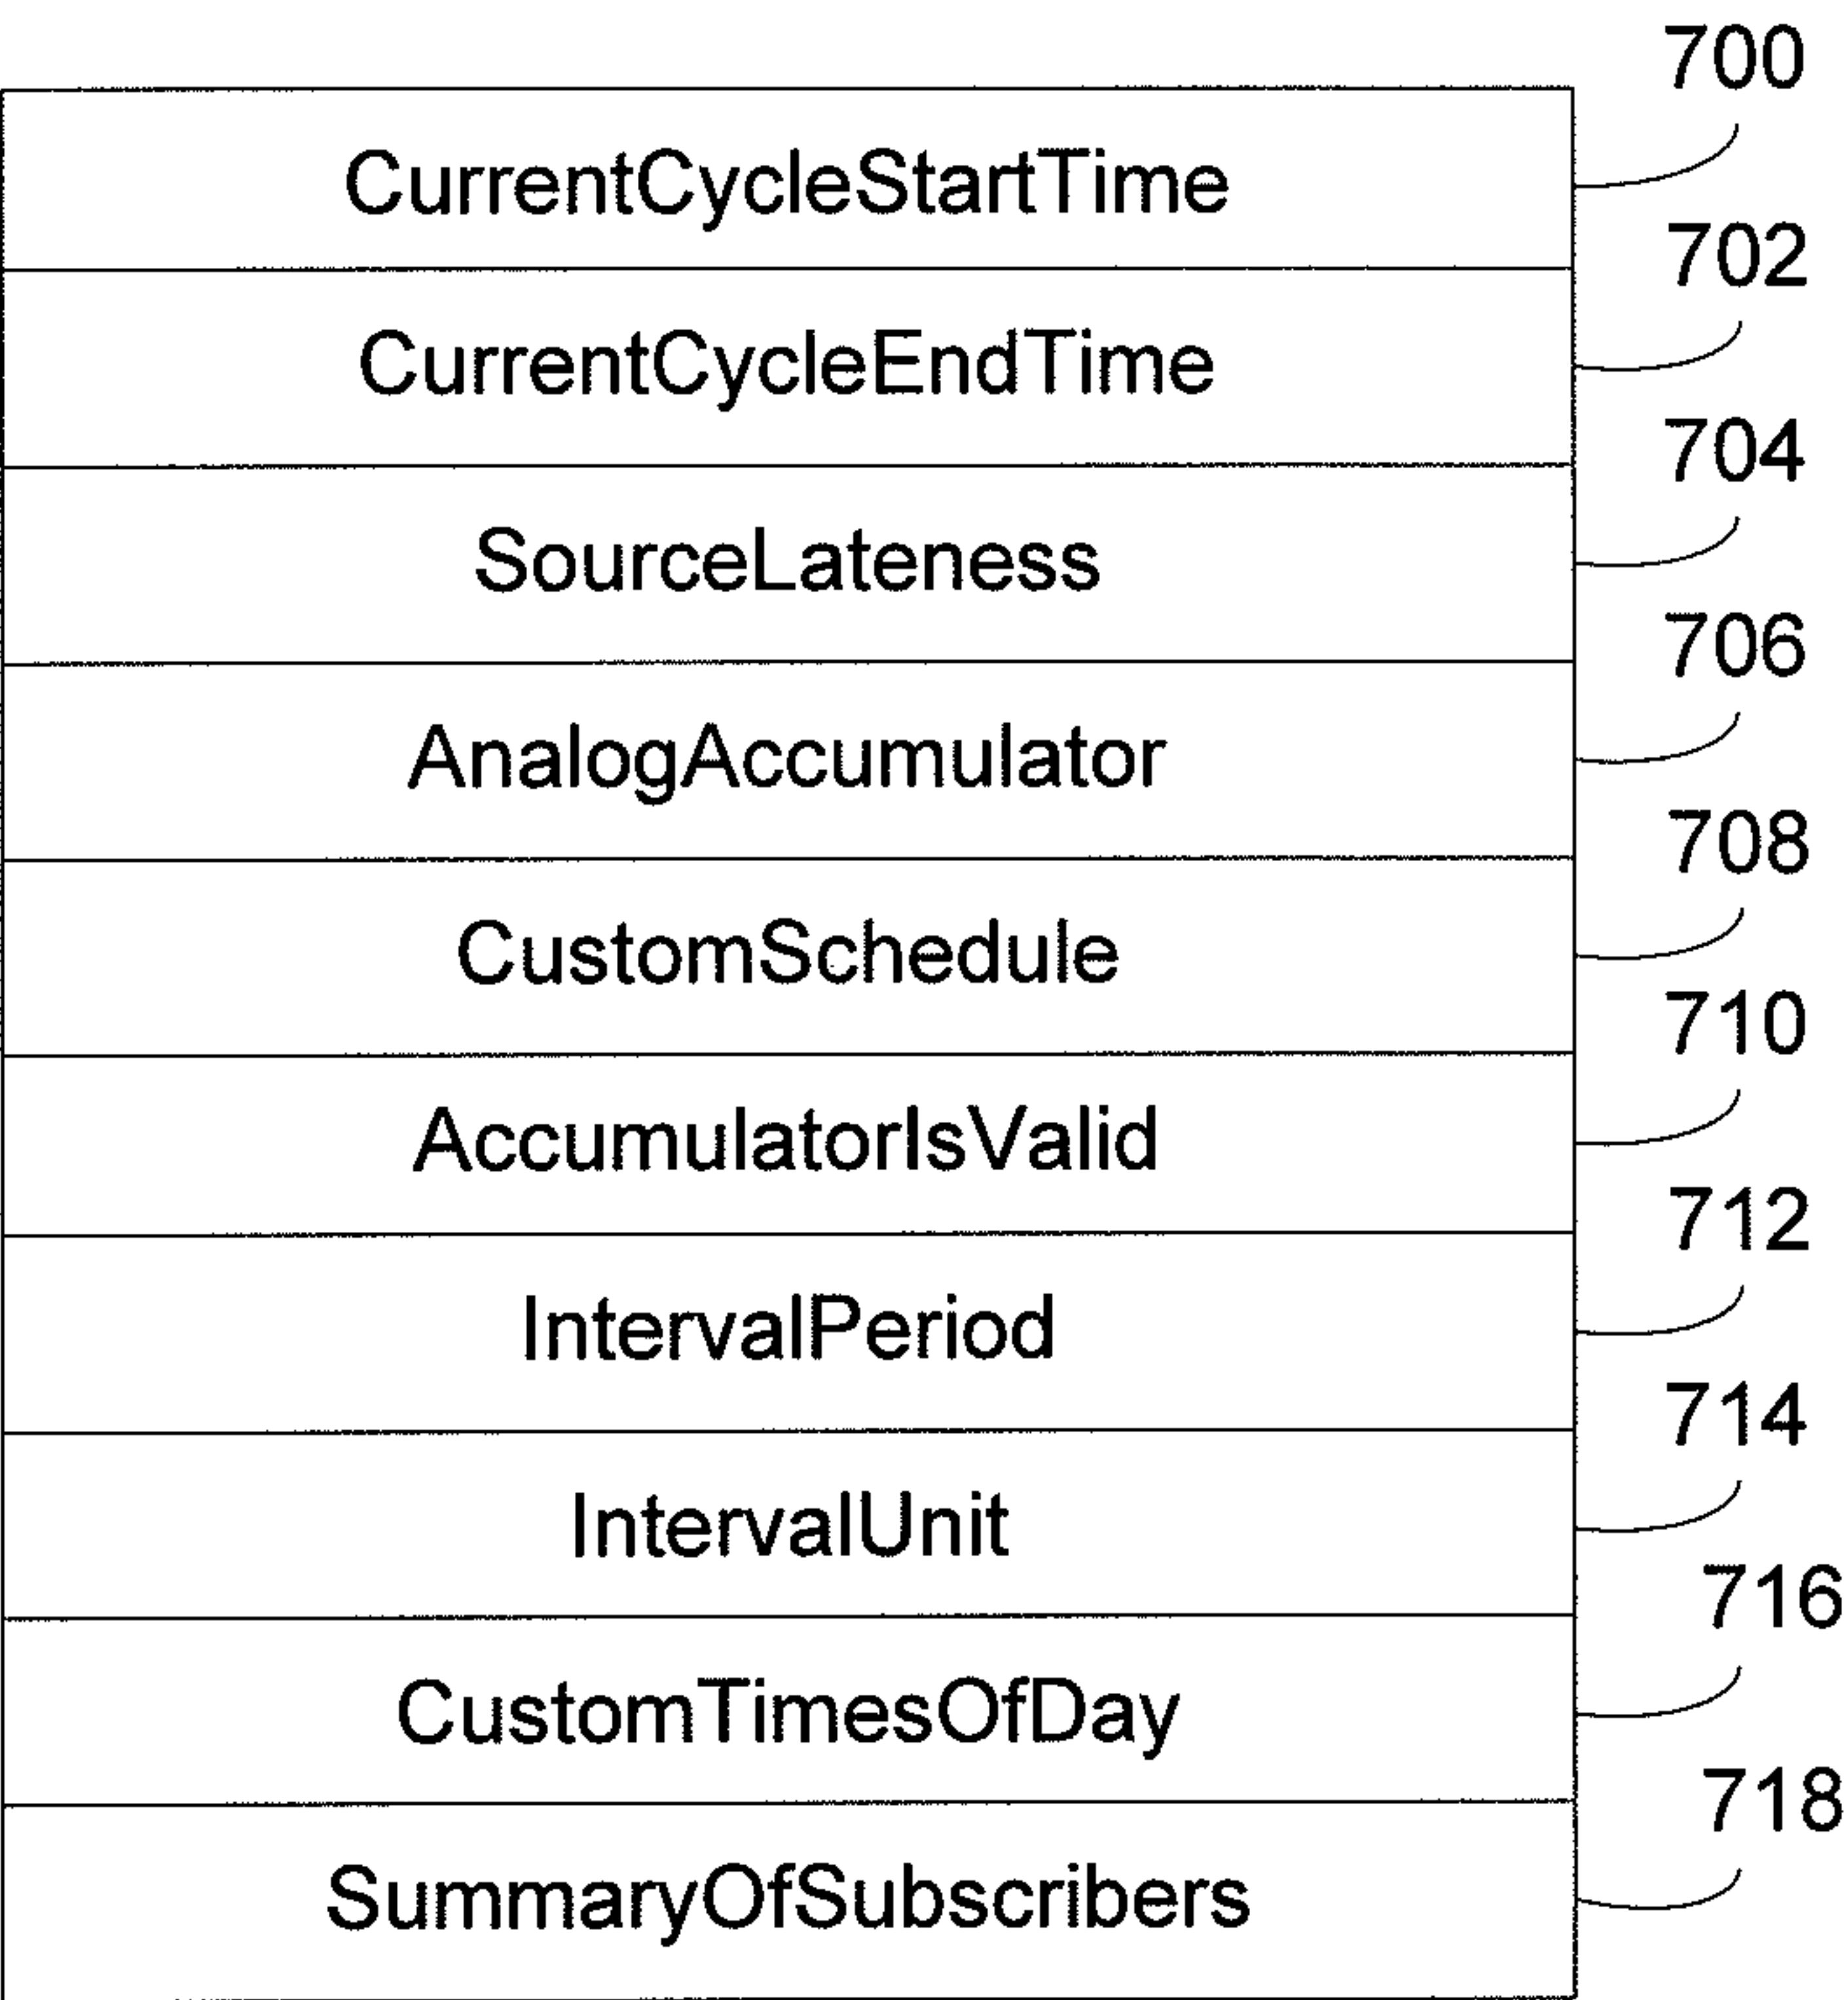 700
CurrentCycleStartTime
702
CurrentCycleEndTime
704
SourceLateness
706
AnalogAccumulator
708
CustomSchedule
710
AccumulatorIsValid
712
IntervalPeriod
714
IntervalUnit
716
CustomTimesOfDay
718
SummaryOfSubscribers